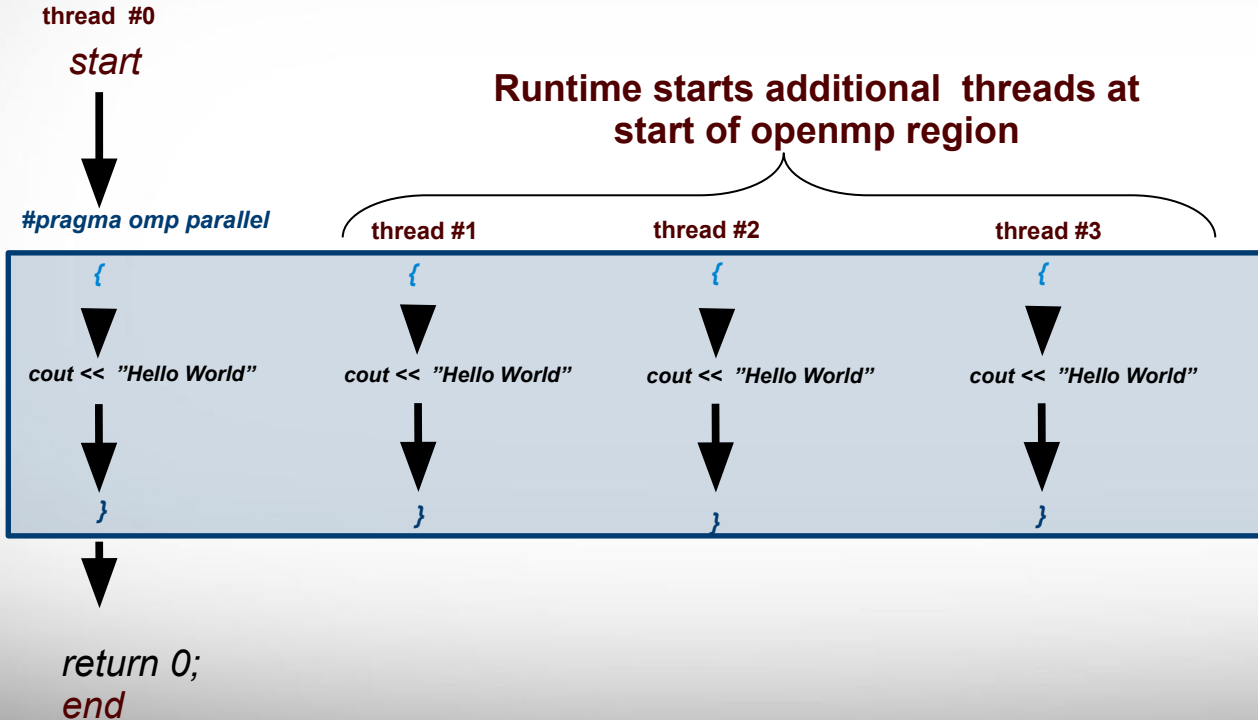 thread #0
start
Runtime starts additional threads at
start of openmp region
#pragma omp parallel
thread #1 thread #2 thread #3
{ { { {
cout << ”Hello World” cout << ”Hello World” cout << ”Hello World” cout << ”Hello World”
} } } }
return 0;
end